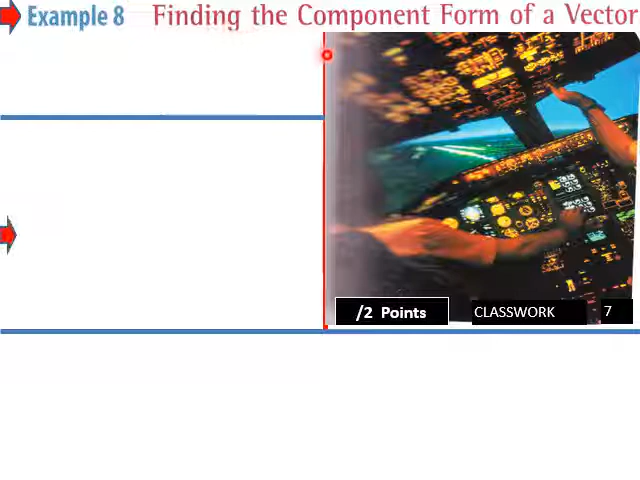 Example 8 Finding the Component Form of a Vector
/2 Points CLASSWORK 7